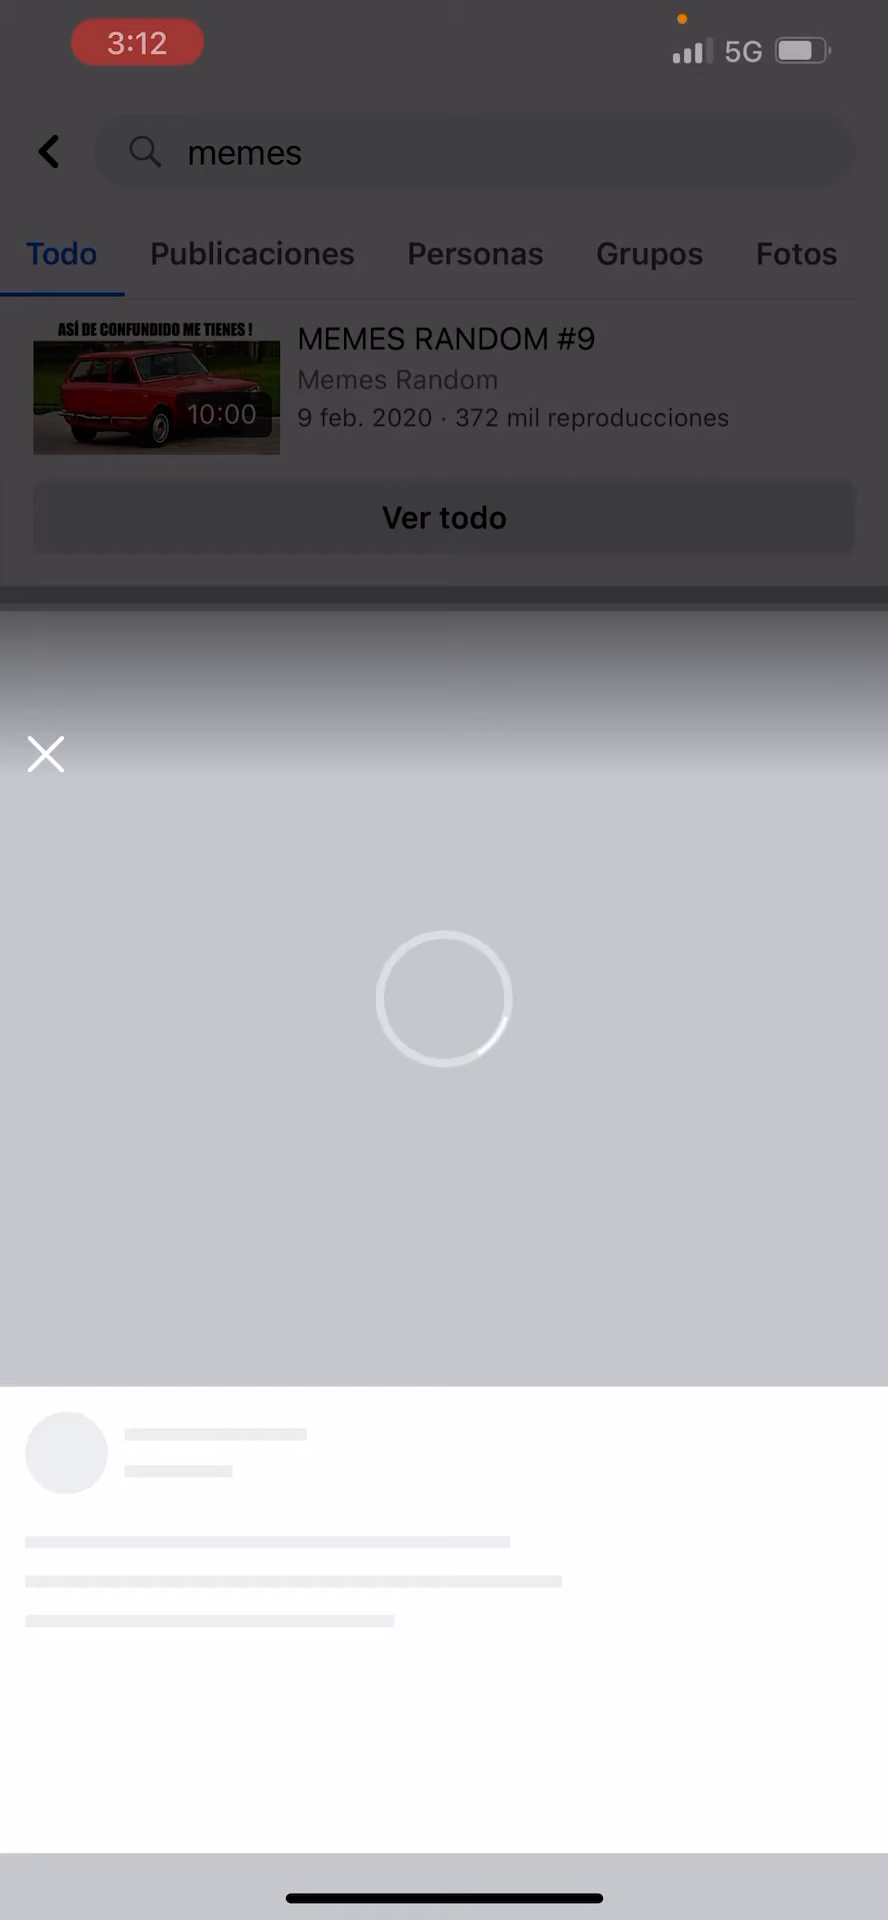 3:12
5G
memes
Todo Publicaciones Personas Grupos Fotos
ASÍ DE CONFUNDIDO ME TIENES !
10:00
MEMES RANDOM #9
Memes Random
9 feb. 2020 · 372 mil reproducciones
Ver todo